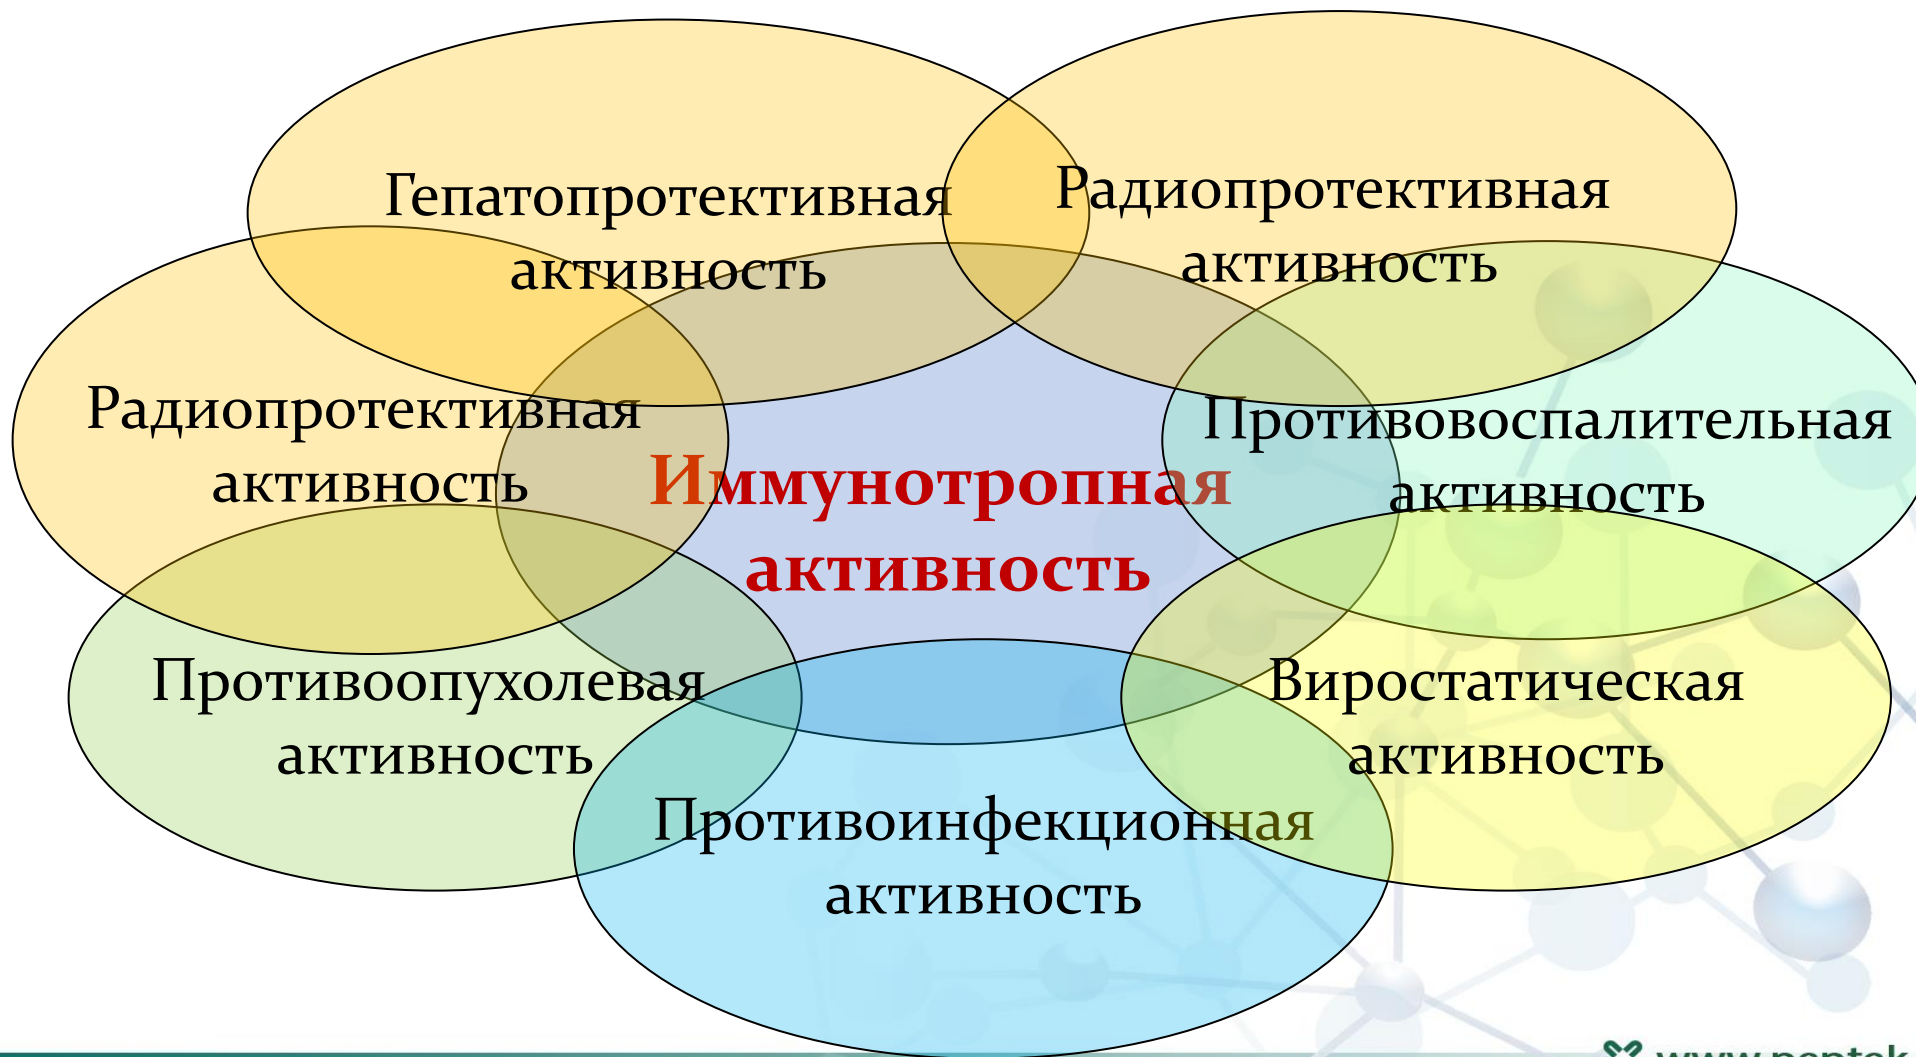 Гепатопротективная
активность
Радиопротективная
активность
Радиопротективная
активность
Иммунотропная
активность
Противовоспалительная
активность
Противоопухолевая
активность
Виростатическая
активность
Противоинфекционная
активность